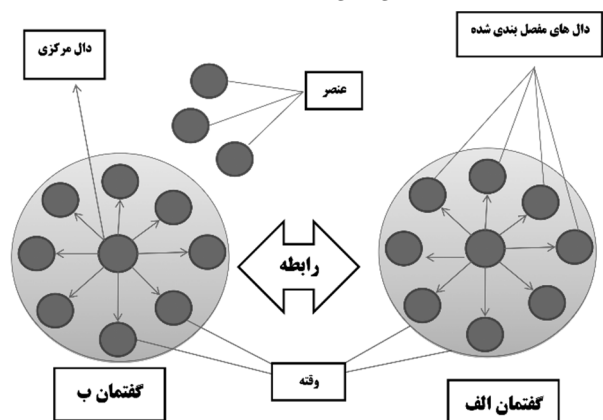 دال های مفصل بندی شده
عنصر
دال مرکزی
رابطه
وقته
گفتمان الف
گفتمان ب